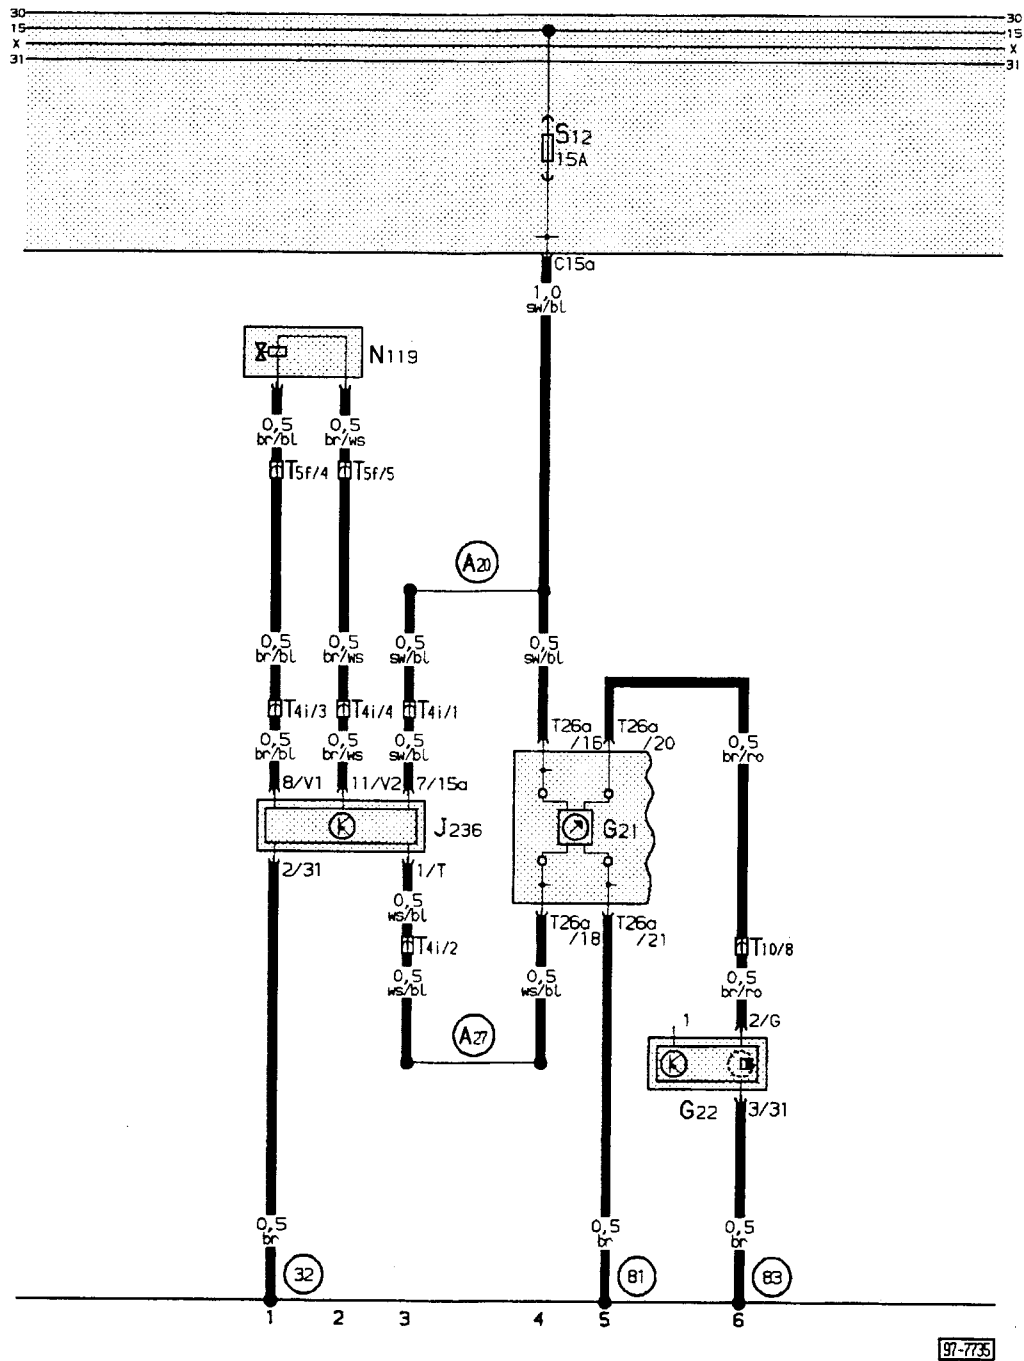 30 30
15 15
X X
31 31
S12
15A
C15a
1,0
sw/bl
N119
0,5 0,5
br/bl br/ws
T5f/4 T5f/5
A20
0,5 0,5 0,5 0,5
br/bl br/ws sw/bl sw/bl
T4i/3 T4i/4 T4i/1
T26a T26a
/16 /20
0,5 0,5 0,5 0,5
br/bl br/ws sw/bl br/ro
8/V1 11/V2 7/15a
J236 G21
2/31 1/T
0,5
ws/bl
T26a T26a
/18 /21
T4i/2 T10/8
0,5 0,5 0,5
ws/bl ws/bl br/ro
A27
1 2/G
G22 3/31
0,5 0,5 0,5
br br br
32 81 83
1 2 3 4 5 6
97-7735